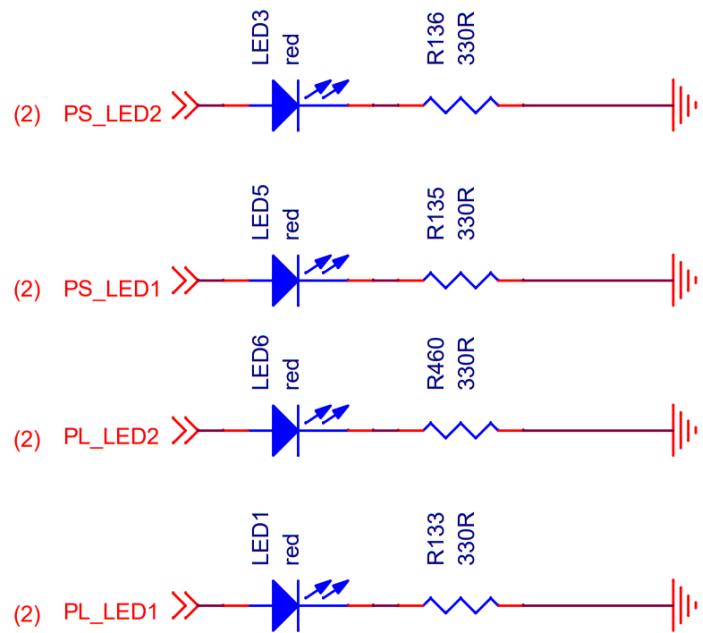 LED3
red
R136
330R
(2) PS_LED2
LED5
red
R135
330R
(2) PS_LED1
LED6
red
R460
330R
(2) PL_LED2
LED1
red
R133
330R
(2) PL_LED1